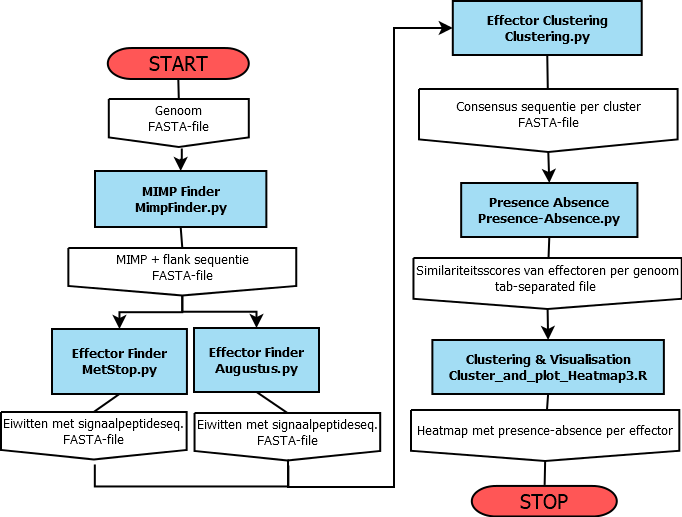 START
Genoom
FASTA-file
MIMP Finder
MimpFinder.py
MIMP + flank sequentie
FASTA-file
Effector Finder
MetStop.py
Effector Finder
Augustus.py
Eiwitten met signaalpeptideseq.
FASTA-file
Eiwitten met signaalpeptideseq.
FASTA-file
Effector Clustering
Clustering.py
Consensus sequentie per cluster
FASTA-file
Presence Absence
Presence-Absence.py
Similariteitsscores van effectoren per genoom
tab-separated file
Clustering & Visualisation
Cluster_and_plot_Heatmap3.R
Heatmap met presence-absence per effector
STOP